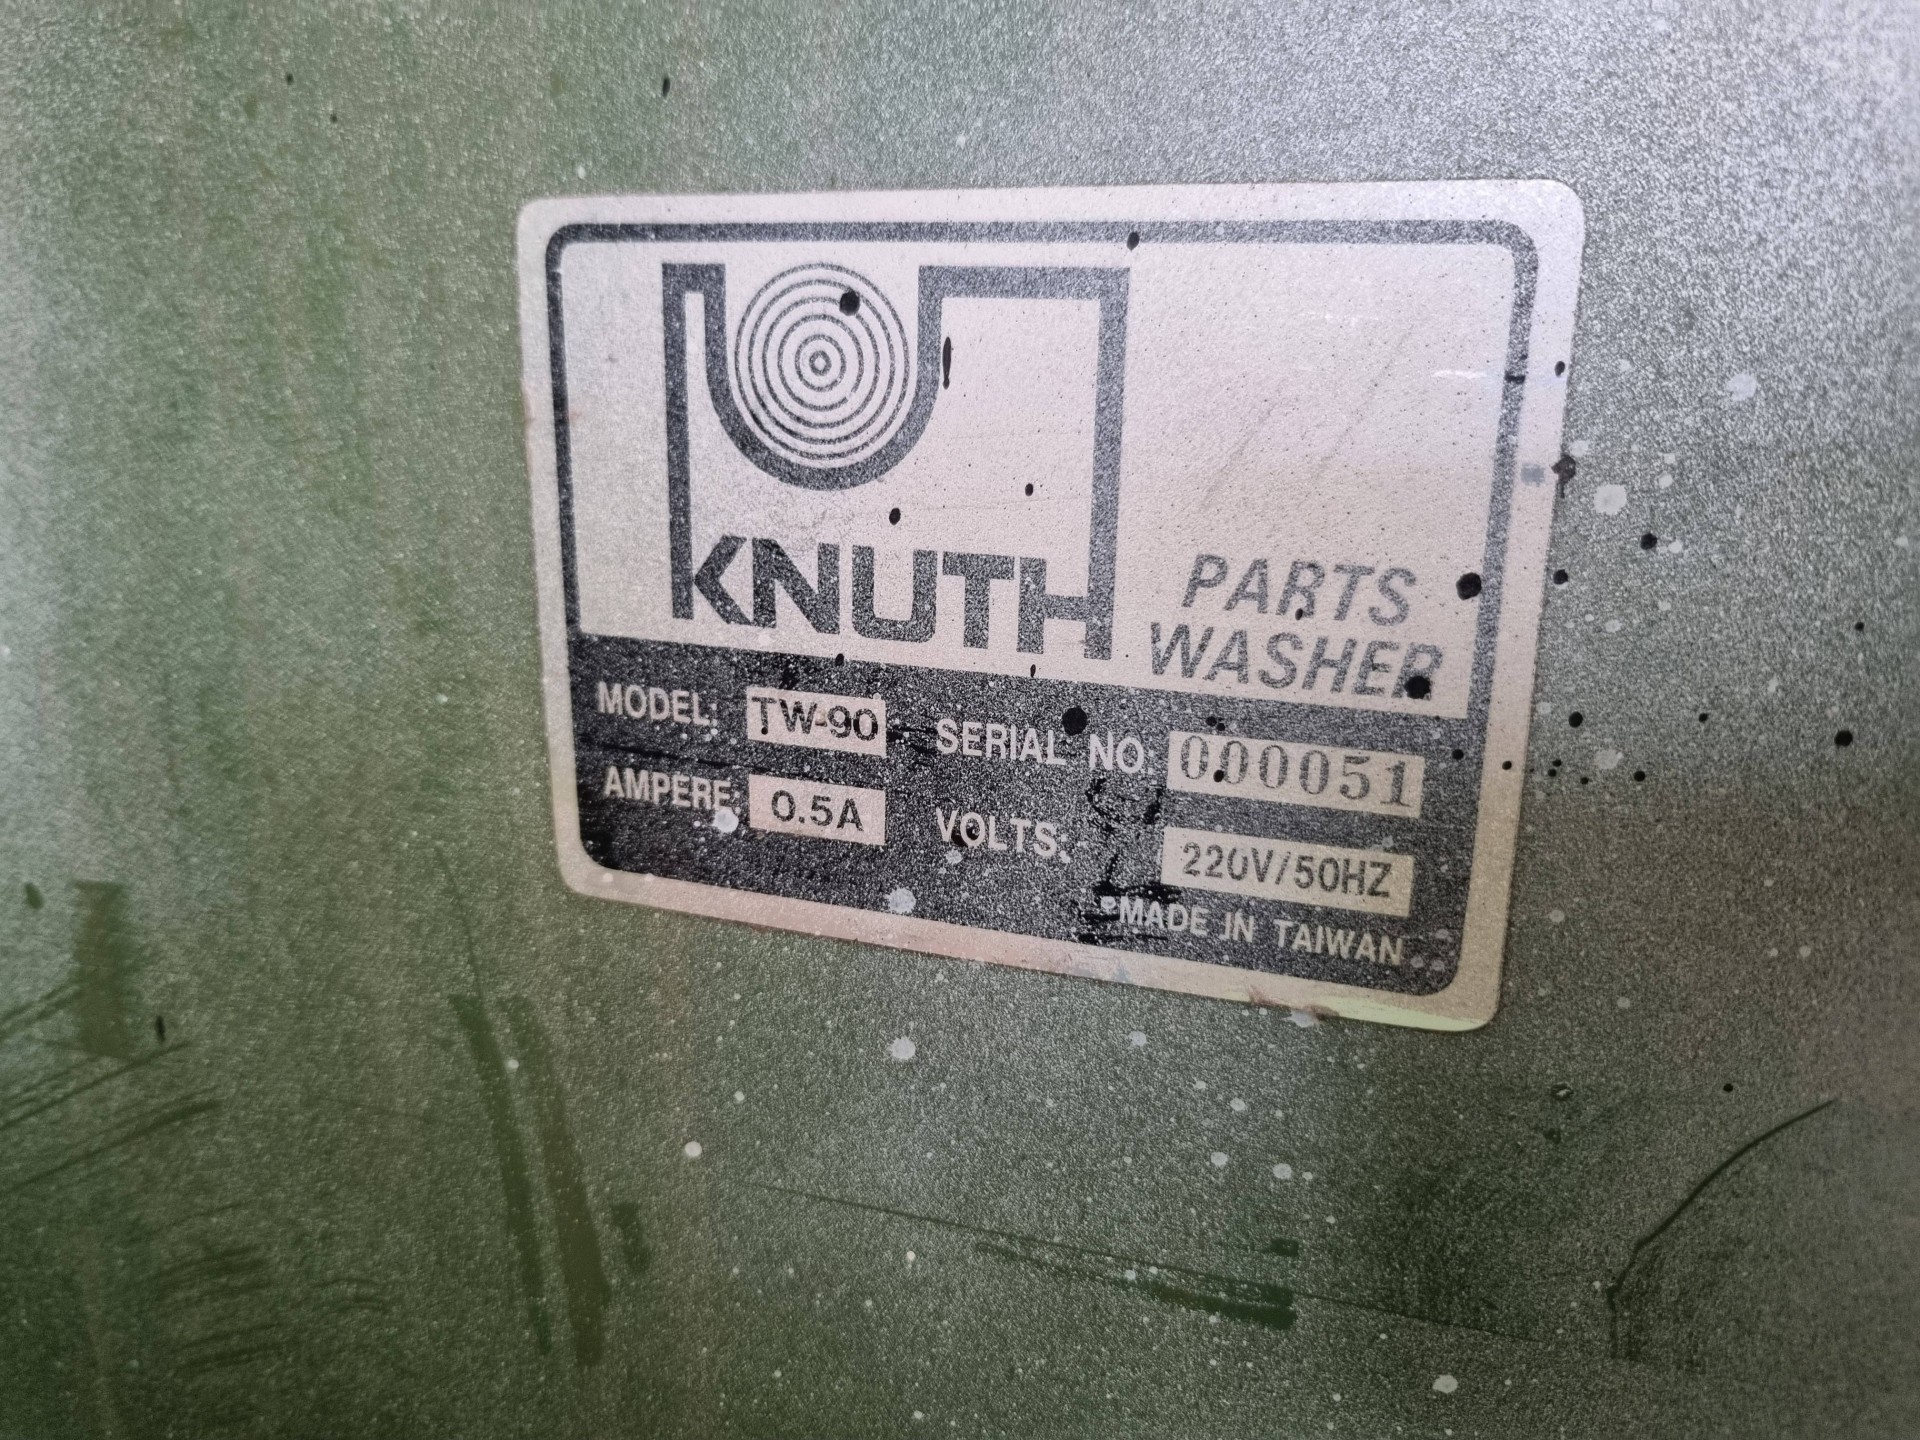 KNUTH
PARTS
WASHER
MODEL: TW-90 SERIAL NO: 000051
AMPERE: 0.5A VOLTS: 220V/50HZ
MADE IN TAIWAN